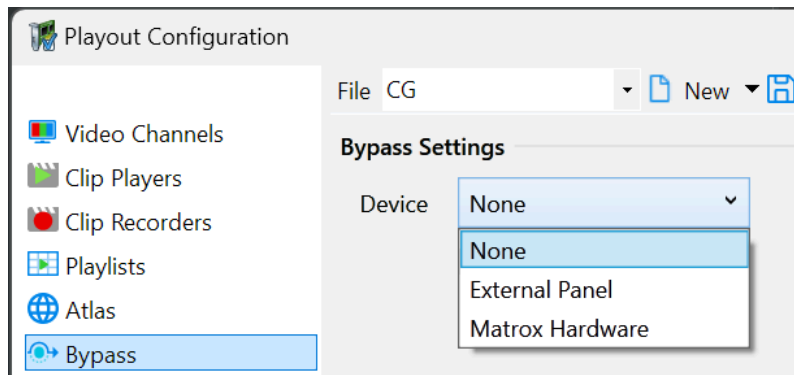 Playout Configuration
File CG New
Video Channels
Clip Players
Clip Recorders
Playlists
Atlas
Bypass
Bypass Settings
Device None
None
External Panel
Matrox Hardware